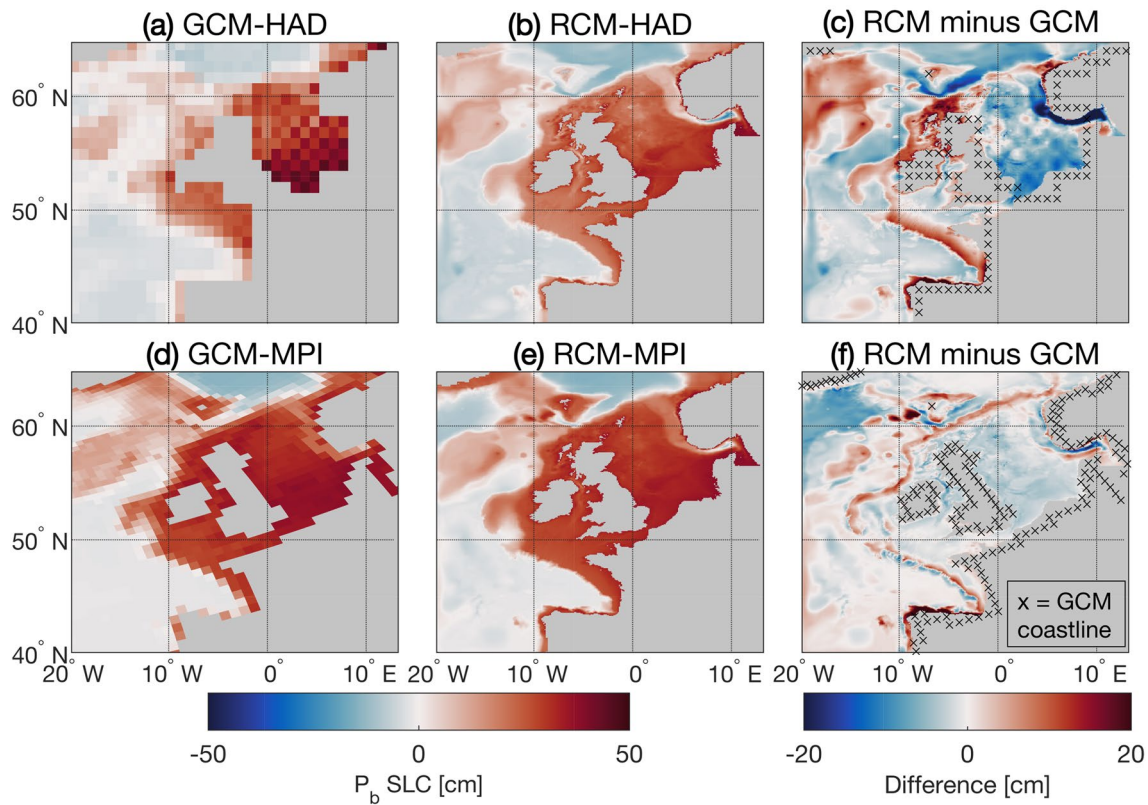 (a) GCM-HAD
(b) RCM-HAD
(c) RCM minus GCM
60° N
50° N
40° N
(d) GCM-MPI
(e) RCM-MPI
(f) RCM minus GCM
60° N
50° N
40° N
x = GCM
coastline
20° W 10° W 0° 10° E
20° W 10° W 0° 10° E
20° W 10° W 0° 10° E
-50 0 50
P_b SLC [cm]
-20 0 20
Difference [cm]